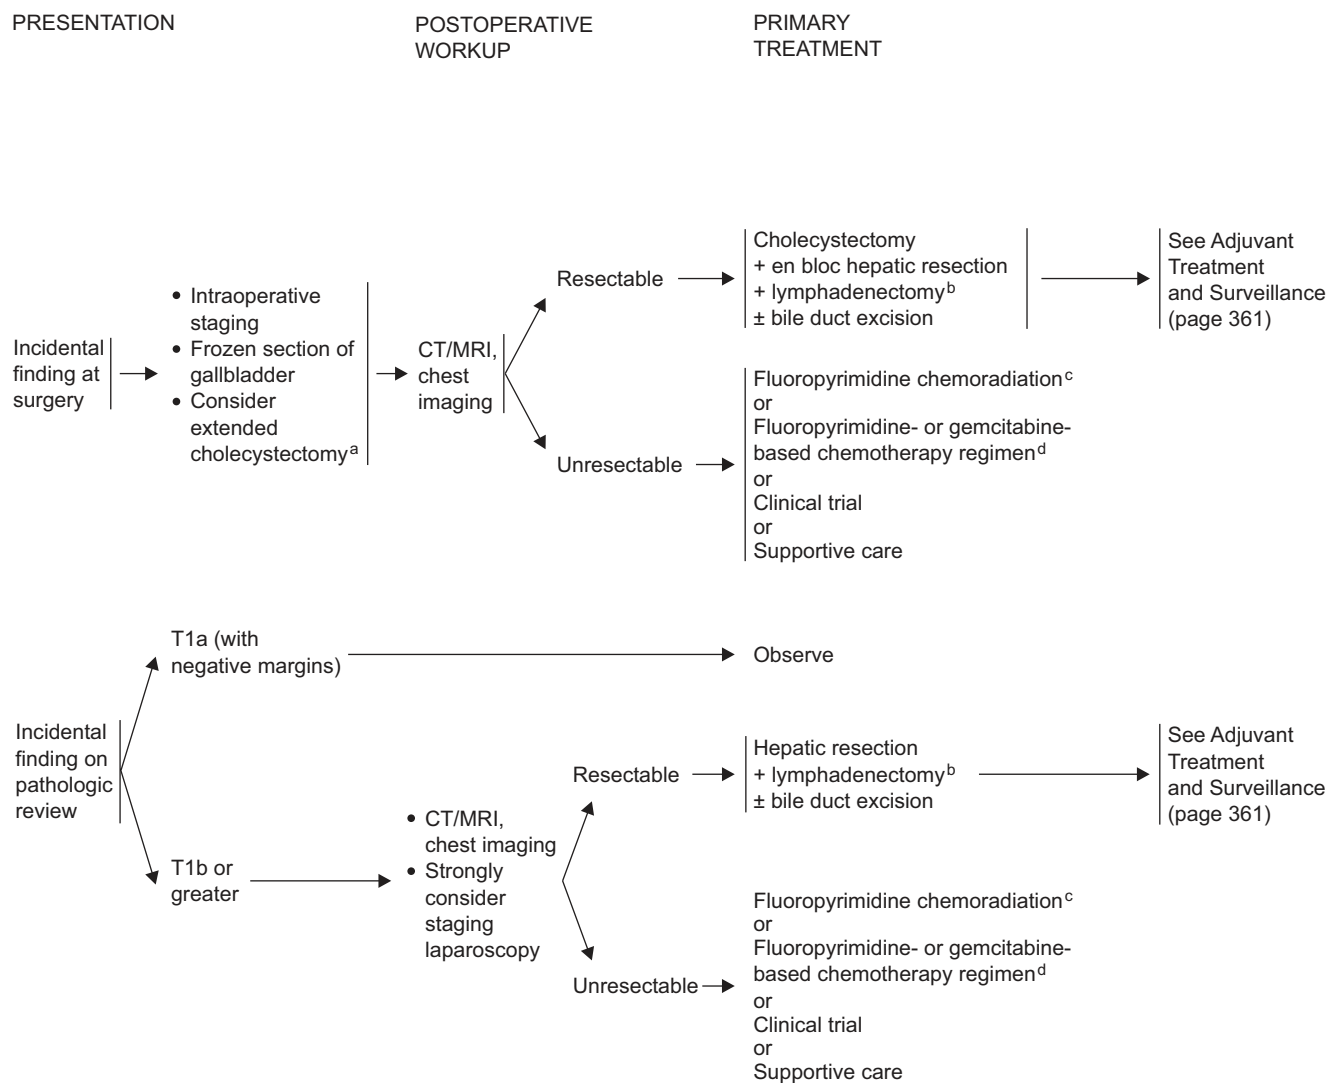 PRESENTATION
POSTOPERATIVE
WORKUP
PRIMARY
TREATMENT
Incidental
finding at
surgery
• Intraoperative
staging
• Frozen section of
gallbladder
• Consider
extended
cholecystectomyᵃ
CT/MRI,
chest
imaging
Resectable
Cholecystectomy
+ en bloc hepatic resection
+ lymphadenectomyᵇ
± bile duct excision
See Adjuvant
Treatment
and Surveillance
(page 361)
Unresectable
Fluoropyrimidine chemoradiationᶜ
or
Fluoropyrimidine- or gemcitabine-
based chemotherapy regimenᵈ
or
Clinical trial
or
Supportive care
Incidental
finding on
pathologic
review
T1a (with
negative margins)
Observe
T1b or
greater
• CT/MRI,
chest imaging
• Strongly
consider
staging
laparoscopy
Resectable
Hepatic resection
+ lymphadenectomyᵇ
± bile duct excision
See Adjuvant
Treatment
and Surveillance
(page 361)
Unresectable
Fluoropyrimidine chemoradiationᶜ
or
Fluoropyrimidine- or gemcitabine-
based chemotherapy regimenᵈ
or
Clinical trial
or
Supportive care